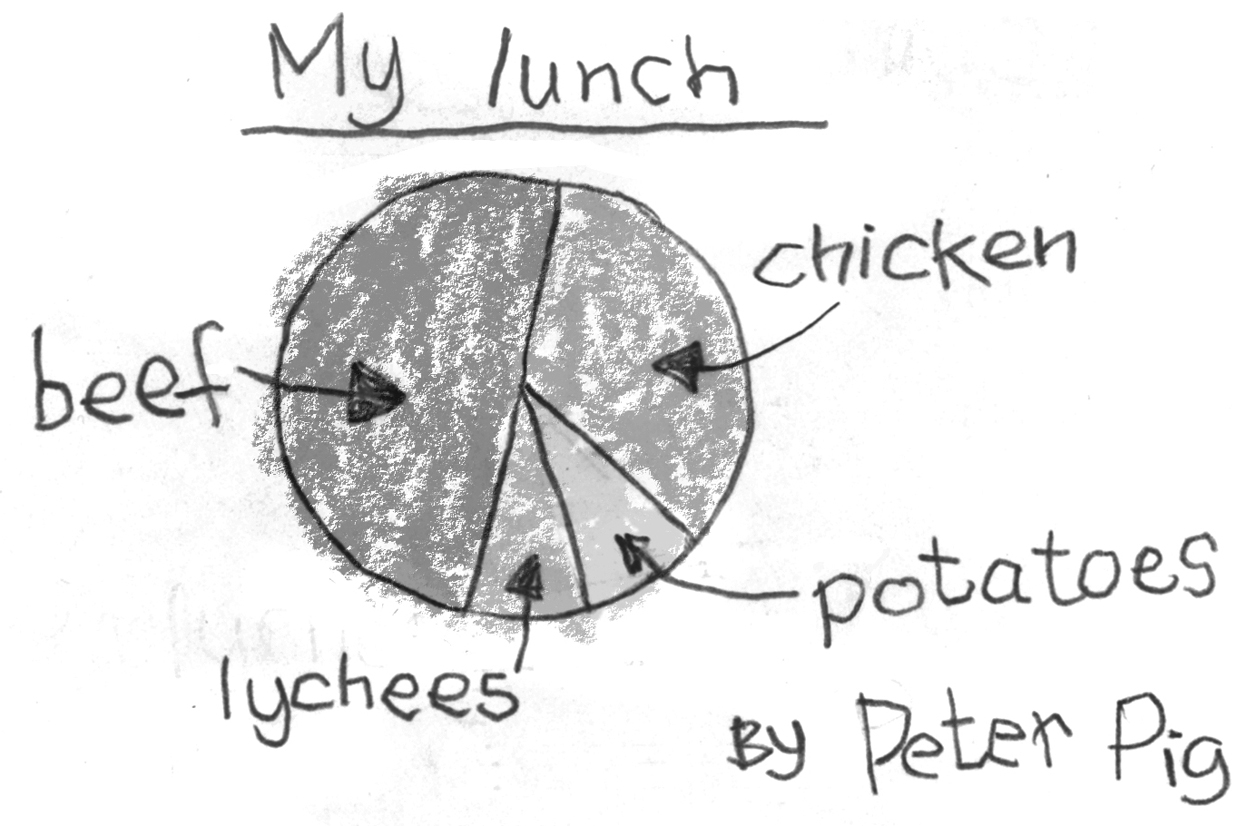 My lunch
chicken
beef
potatoes
lychees
By Peter Pig